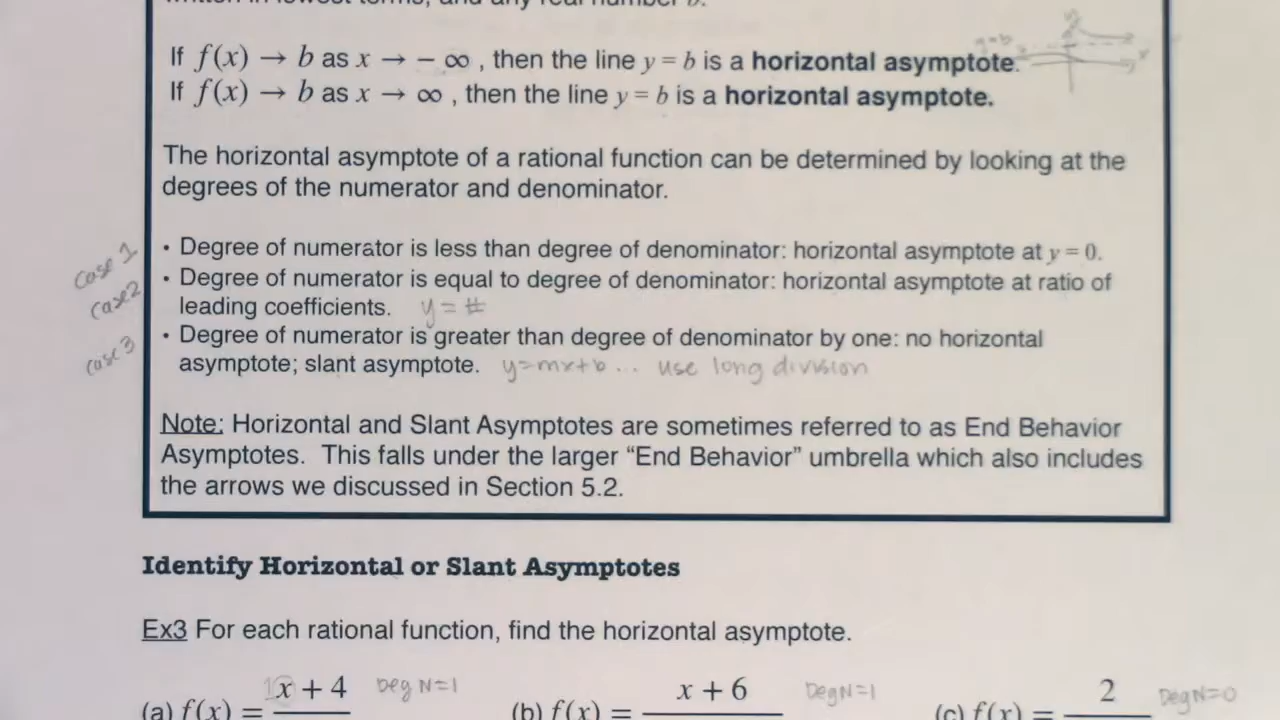 If f(x) → b as x → − ∞ , then the line y = b is a horizontal asymptote.
If f(x) → b as x → ∞ , then the line y = b is a horizontal asymptote.
The horizontal asymptote of a rational function can be determined by looking at the
degrees of the numerator and denominator.
case 1
• Degree of numerator is less than degree of denominator: horizontal asymptote at y = 0.
case2
• Degree of numerator is equal to degree of denominator: horizontal asymptote at ratio of
leading coefficients. y = #
case 3
• Degree of numerator is greater than degree of denominator by one: no horizontal
asymptote; slant asymptote. y=mx+b... use long division
Note: Horizontal and Slant Asymptotes are sometimes referred to as End Behavior
Asymptotes. This falls under the larger “End Behavior” umbrella which also includes
the arrows we discussed in Section 5.2.
Identify Horizontal or Slant Asymptotes
Ex3 For each rational function, find the horizontal asymptote.
1x + 4 Deg N=1 x + 6 DegN=1 2 DegN=0
(a) f(x) = (b) f(x) = (c) f(x) =